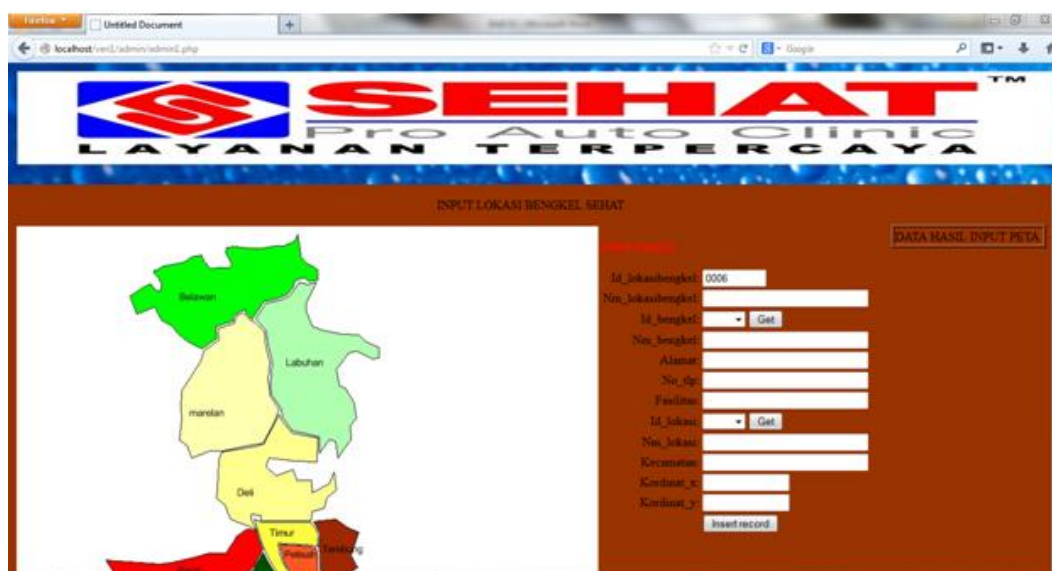 Firefox
Untitled Document
+
localhost/veri1/admin/admin1.php
Google
SEHAT
TM
Pro Auto Clinic
LAYANAN TERPERCAYA
INPUT LOKASI BENGKEL SEHAT
DATA HASIL INPUT PETA
Id_lokasibengkel: 0006
Nm_lokasibengkel:
Id_bengkel: Get
Nm_bengkel:
Alamat:
No_tlp:
Fasilitas:
Id_lokasi: Get
Nm_lokasi:
Kecamatan:
Kordinat_x:
Kordinat_y:
Insert record
Belawan
Labuhan
marelan
Deli
Timur
Petisah
Tembung